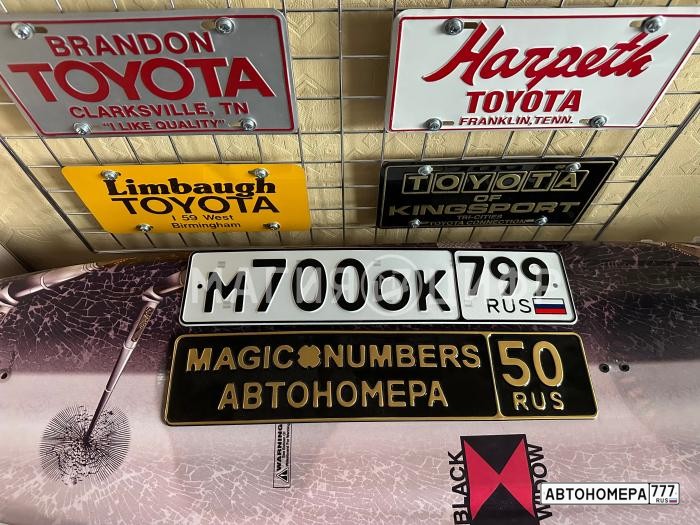 BRANDON
TOYOTA
CLARKSVILLE, TN
"I LIKE QUALITY"
Harpeth
TOYOTA
FRANKLIN, TENN.
Limbaugh
TOYOTA
I 59 West
Birmingham
TOYOTA
OF
KINGSPORT
TRI-CITIES
TOYOTA CONNECTION
М700ОК 799
RUS
MAGIC NUMBERS
АВТОНОМЕРА
50
RUS
WARNING
BLACK
WIDOW
АВТОНОМЕРА 777
RUS